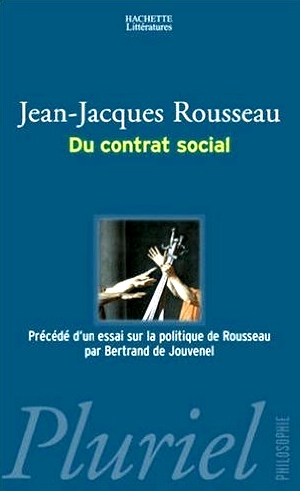 HACHETTE
Littératures
Jean-Jacques Rousseau
Du contrat social
Précédé d'un essai sur la politique de Rousseau
par Bertrand de Jouvenel
Pluriel
PHILOSOPHIE